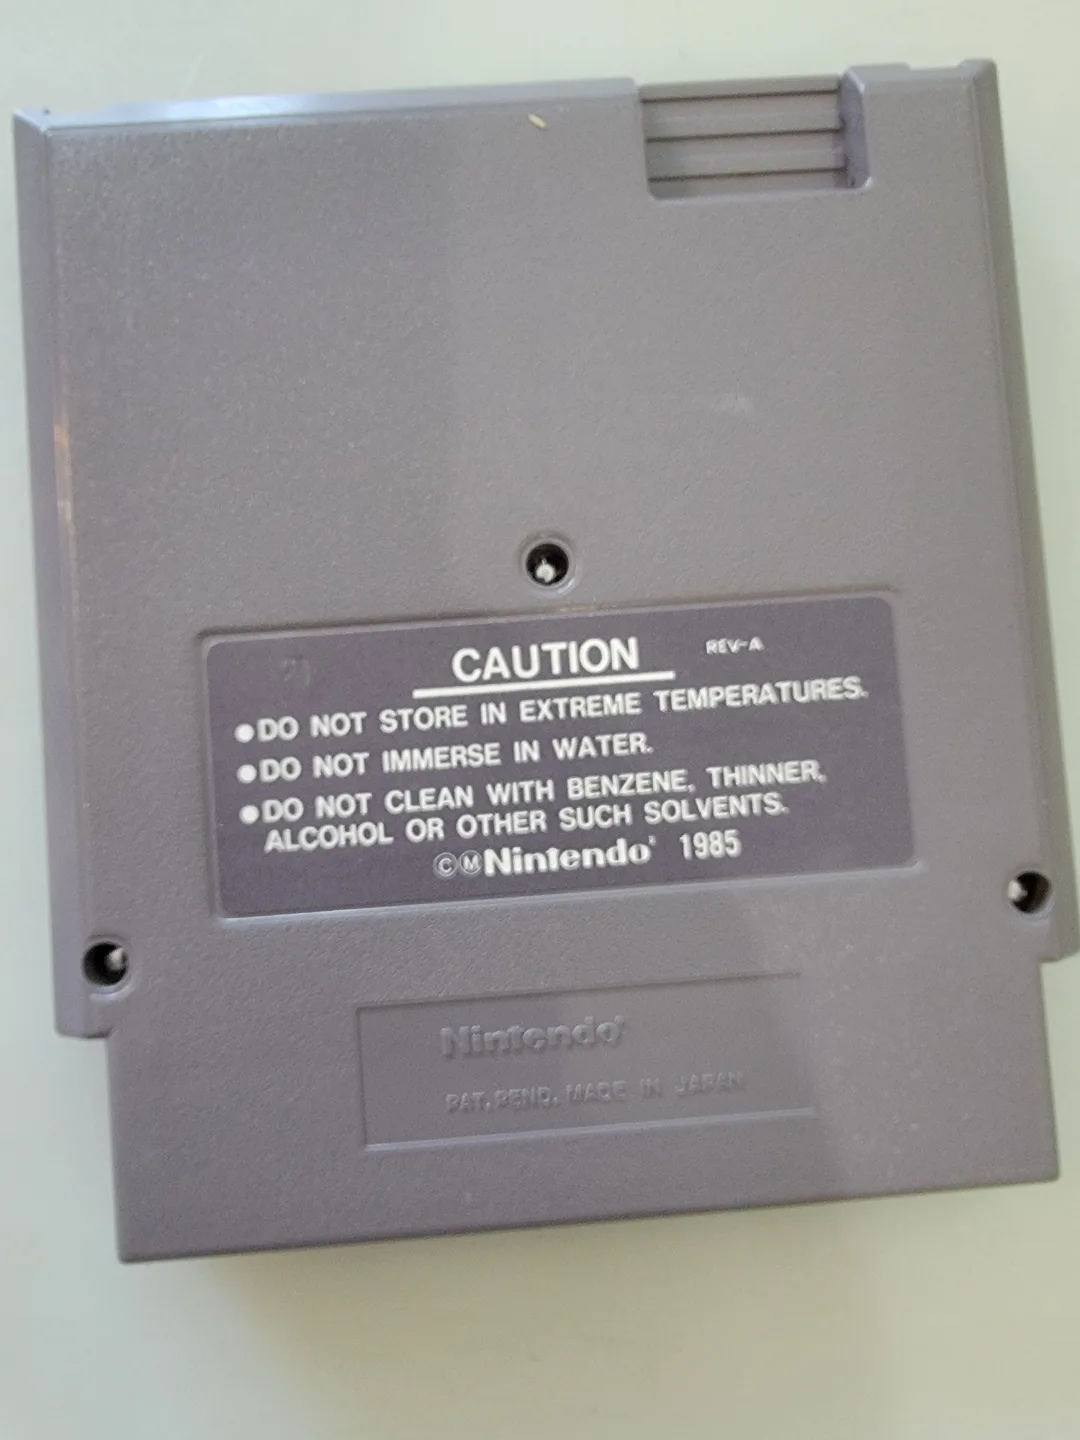 CAUTION REV-A
●DO NOT STORE IN EXTREME TEMPERATURES.
●DO NOT IMMERSE IN WATER.
●DO NOT CLEAN WITH BENZENE, THINNER,
ALCOHOL OR OTHER SUCH SOLVENTS.
©Ⓜ Nintendo® 1985
Nintendo®
PAT. PEND. MADE IN JAPAN